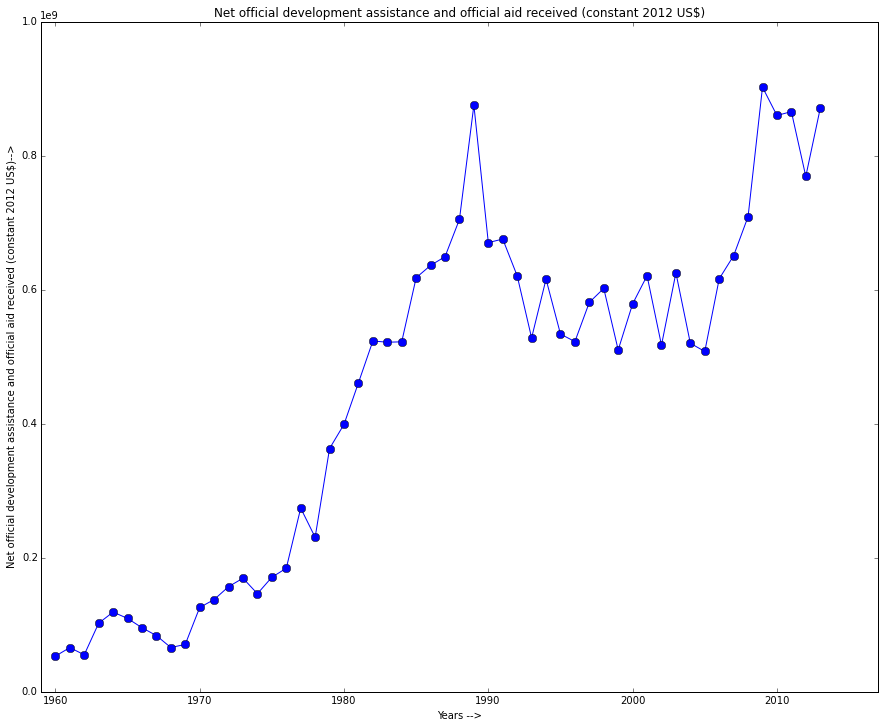 Net official development assistance and official aid received (constant 2012 US$)
1e9
1.0
0.8
0.6
0.4
0.2
0.0
Net official development assistance and official aid received (constant 2012 US$)-->
1960 1970 1980 1990 2000 2010
Years -->